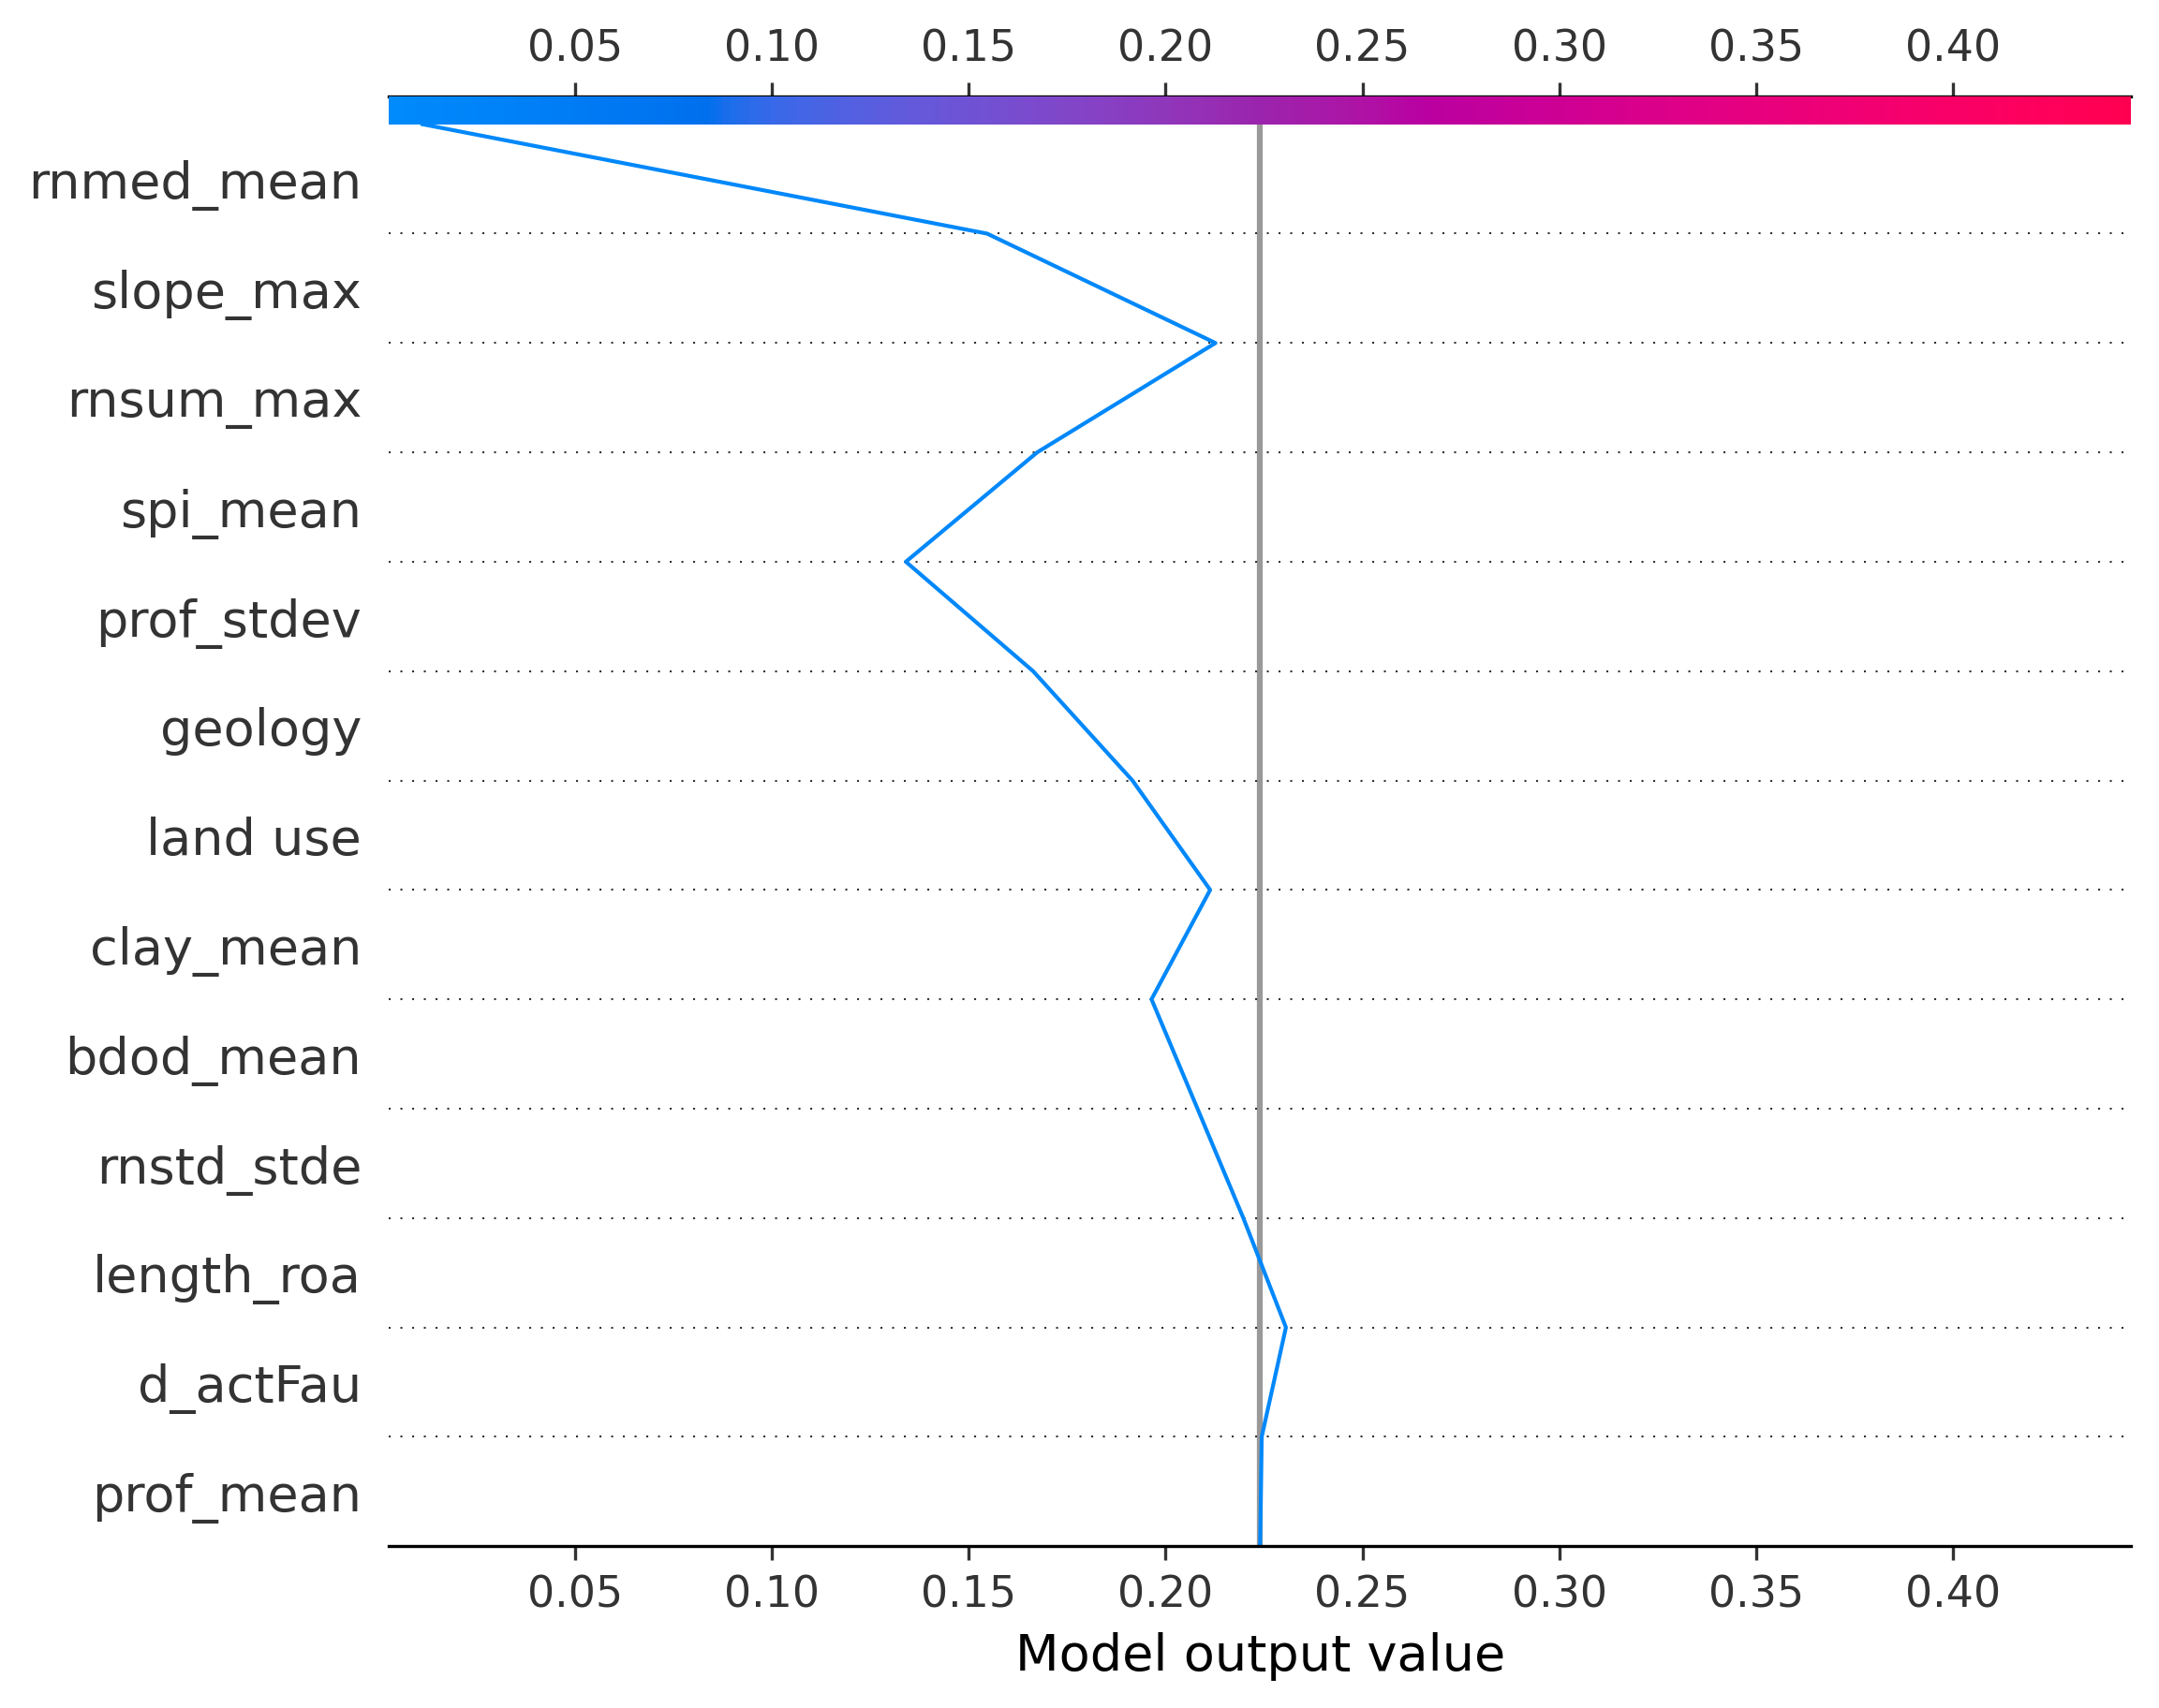 0.05 0.10 0.15 0.20 0.25 0.30 0.35 0.40
rnmed_mean
slope_max
rnsum_max
spi_mean
prof_stdev
geology
land use
clay_mean
bdod_mean
rnstd_stde
length_roa
d_actFau
prof_mean
0.05 0.10 0.15 0.20 0.25 0.30 0.35 0.40
Model output value